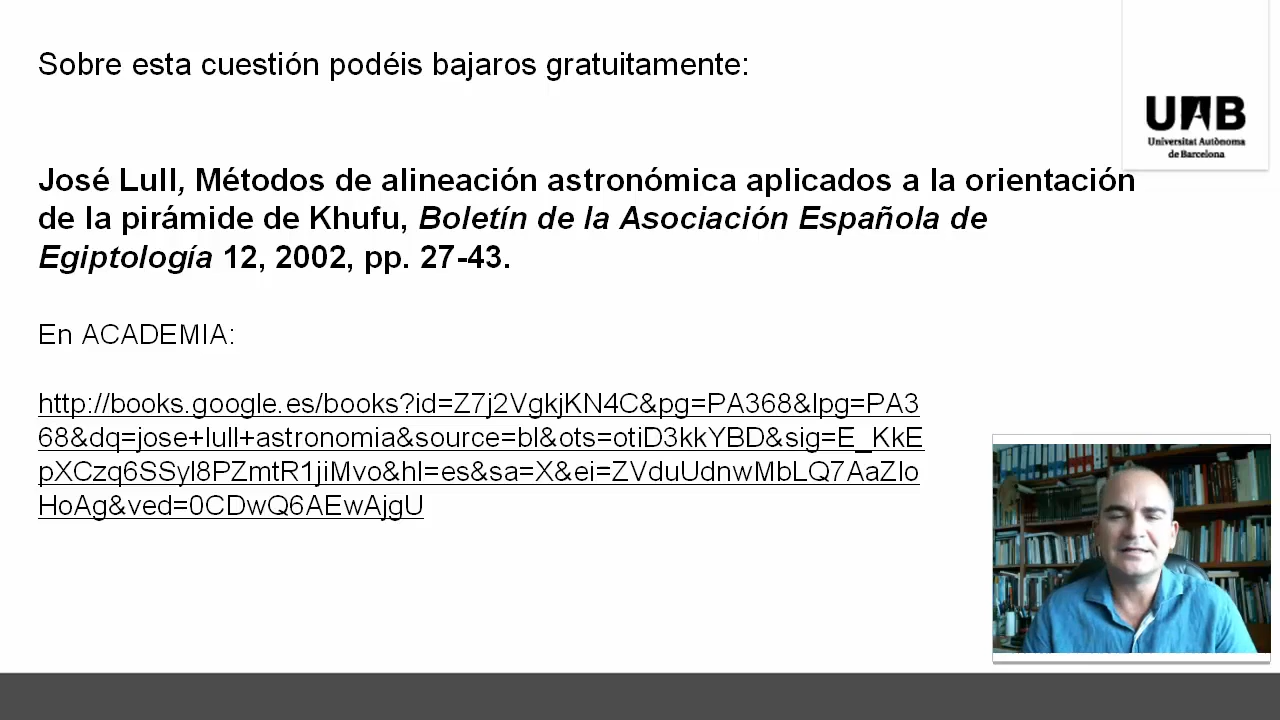 Sobre esta cuestión podéis bajaros gratuitamente:
UAB
Universitat Autònoma
de Barcelona
José Lull, Métodos de alineación astronómica aplicados a la orientación
de la pirámide de Khufu, Boletín de la Asociación Española de
Egiptología 12, 2002, pp. 27-43.
En ACADEMIA:
http://books.google.es/books?id=Z7j2VgkjKN4C&pg=PA368&lpg=PA3
68&dq=jose+lull+astronomia&source=bl&ots=otiD3kkYBD&sig=E_KkE
pXCzq6SSyl8PZmtR1jiMvo&hl=es&sa=X&ei=ZVduUdnwMbLQ7AaZlo
HoAg&ved=0CDwQ6AEwAjgU